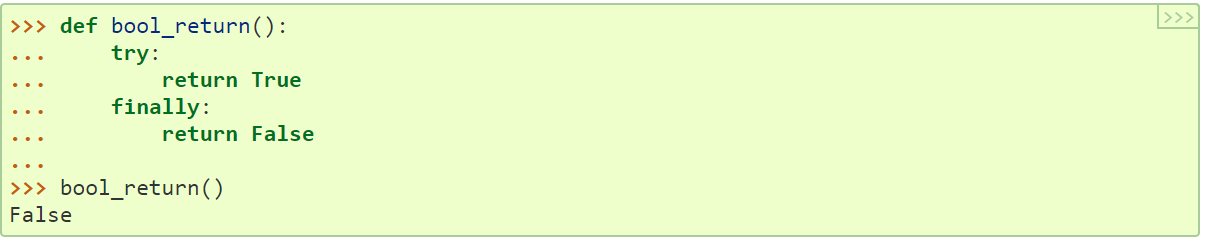 >>> def bool_return():
...     try:
...         return True
...     finally:
...         return False
...
>>> bool_return()
False
>>>